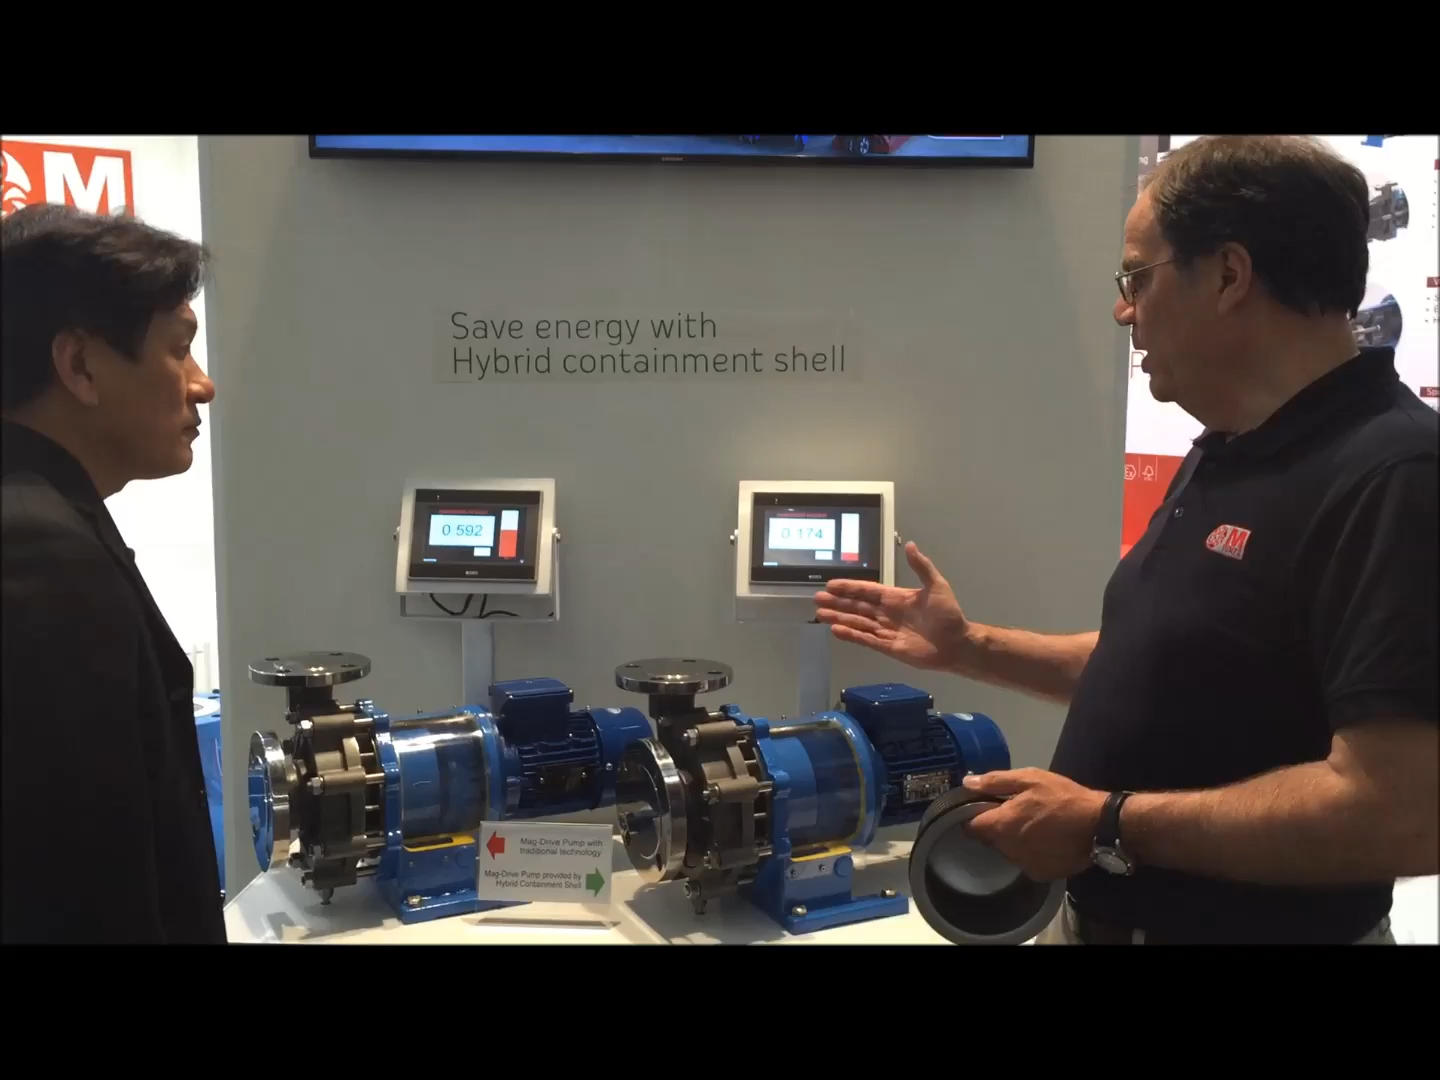 M
Save energy with
Hybrid containment shell
0.592
0.174
M
Mag-Drive Pump with
traditional technology
Mag-Drive Pump provided by
Hybrid Containment Shell